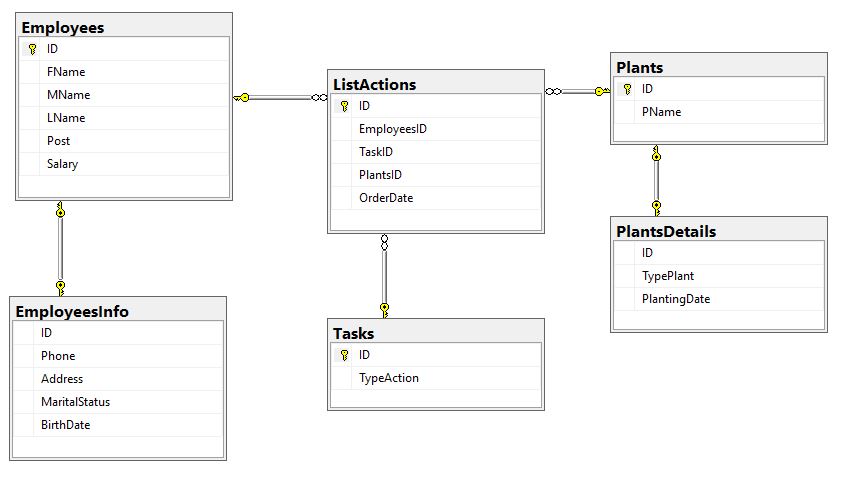 Employees
ID
FName
MName
LName
Post
Salary
ListActions
ID
EmployeesID
TaskID
PlantsID
OrderDate
Plants
ID
PName
PlantsDetails
ID
TypePlant
PlantingDate
EmployeesInfo
ID
Phone
Address
MaritalStatus
BirthDate
Tasks
ID
TypeAction